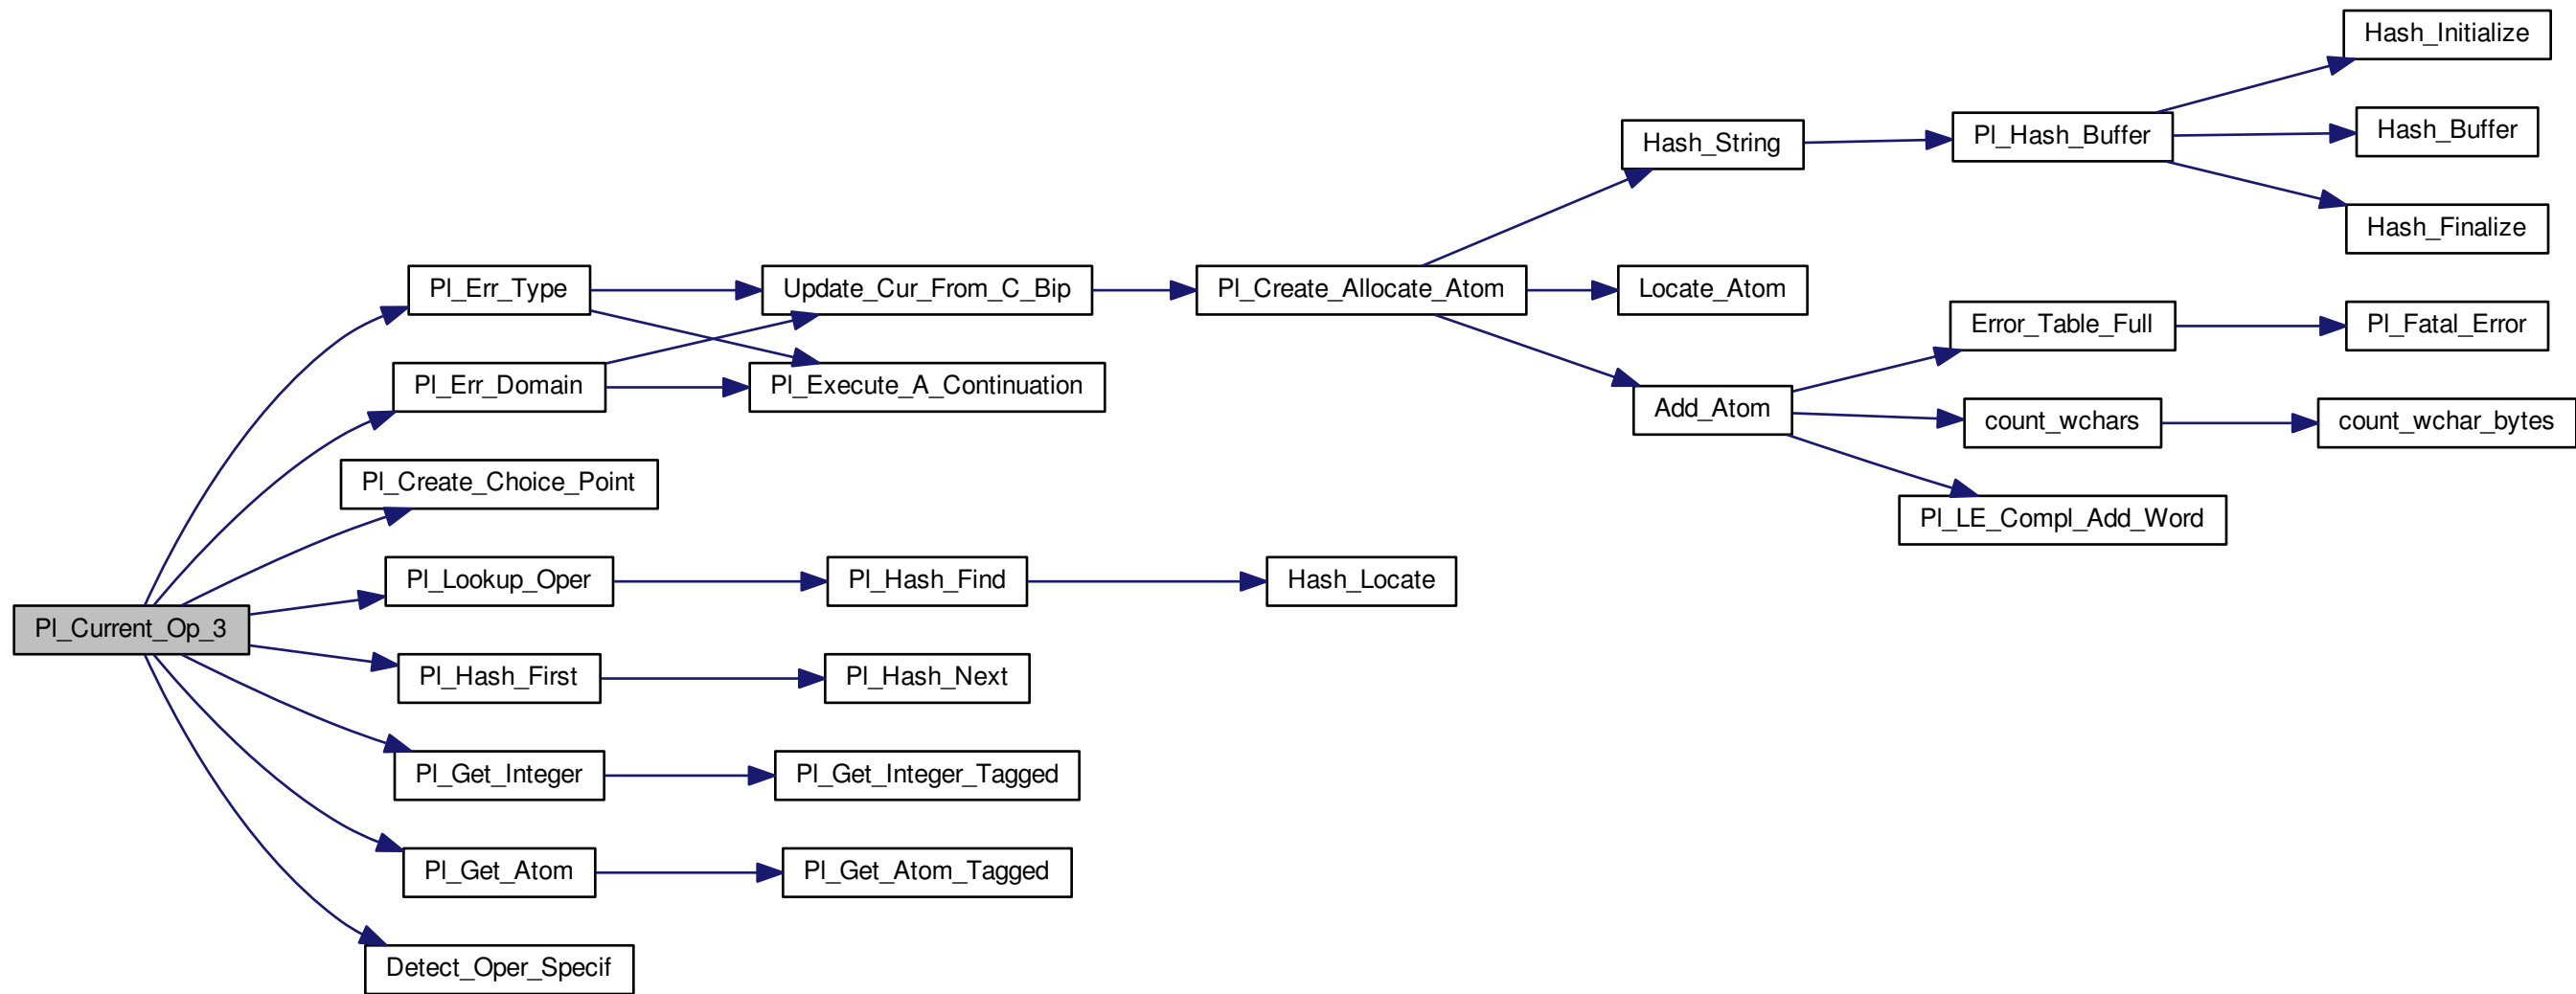 Hash_Initialize
Hash_Buffer
Pl_Hash_Buffer
Hash_String
Hash_Finalize
Pl_Err_Type
Update_Cur_From_C_Bip
Pl_Create_Allocate_Atom
Locate_Atom
Error_Table_Full
Pl_Fatal_Error
Pl_Err_Domain
Pl_Execute_A_Continuation
Add_Atom
count_wchars
count_wchar_bytes
Pl_Create_Choice_Point
Pl_LE_Compl_Add_Word
Pl_Lookup_Oper
Pl_Hash_Find
Hash_Locate
Pl_Current_Op_3
Pl_Hash_First
Pl_Hash_Next
Pl_Get_Integer
Pl_Get_Integer_Tagged
Pl_Get_Atom
Pl_Get_Atom_Tagged
Detect_Oper_Specif